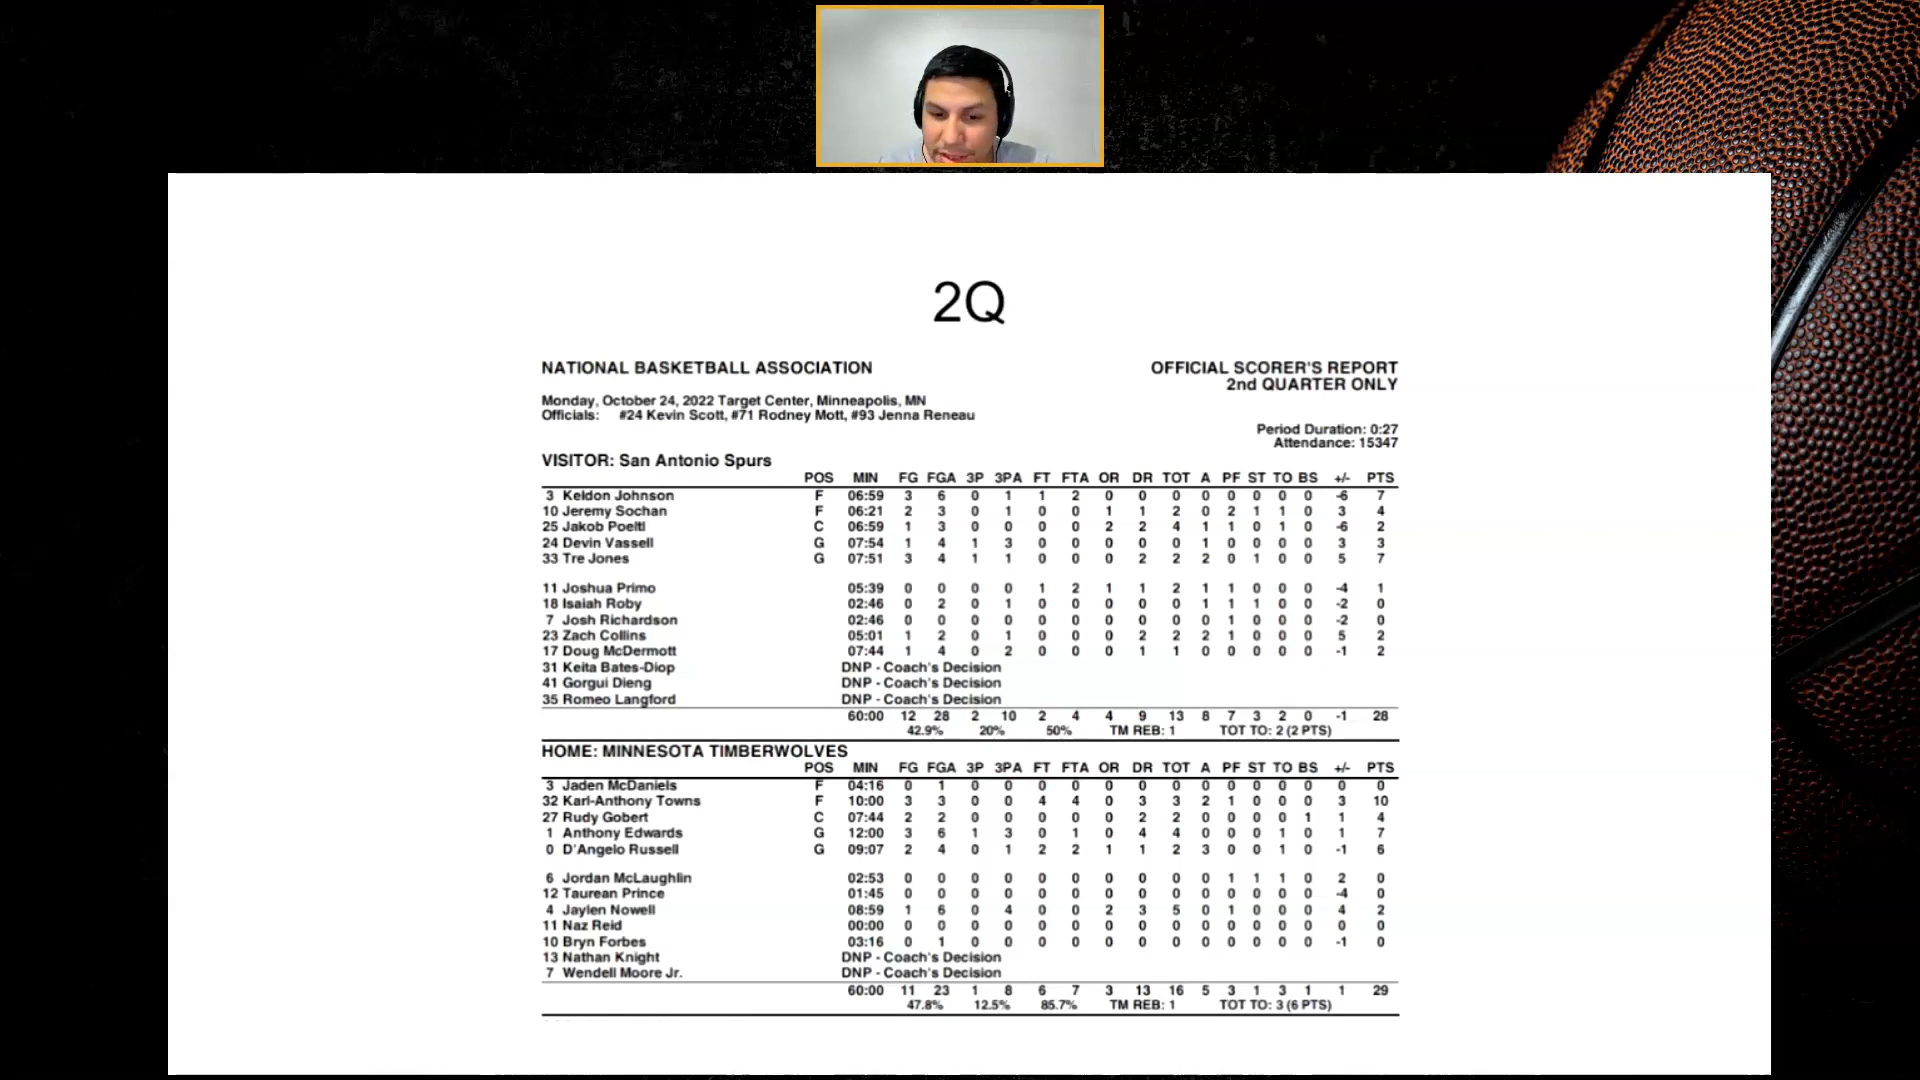 2Q
NATIONAL BASKETBALL ASSOCIATION OFFICIAL SCORER'S REPORT
2nd QUARTER ONLY
Monday, October 24, 2022 Target Center, Minneapolis, MN
Officials: #24 Kevin Scott, #71 Rodney Mott, #93 Jenna Reneau
Period Duration: 0:27
Attendance: 15347
VISITOR: San Antonio Spurs
POS MIN FG FGA 3P 3PA FT FTA OR DR TOT A PF ST TO BS +/- PTS
3 Keldon Johnson F 06:59 3 6 0 1 1 2 0 0 0 0 0 0 0 0 -6 7
10 Jeremy Sochan F 06:21 2 3 0 1 0 0 1 1 2 0 2 1 1 0 3 4
25 Jakob Poeltl C 06:59 1 3 0 0 0 0 2 2 4 1 1 0 1 0 -6 2
24 Devin Vassell G 07:54 1 4 1 3 0 0 0 0 0 1 0 0 0 0 3 3
33 Tre Jones G 07:51 3 4 1 1 0 0 0 2 2 2 0 1 0 0 5 7
11 Joshua Primo 05:39 0 0 0 0 1 2 1 1 2 1 1 0 0 0 -4 1
18 Isaiah Roby 02:46 0 2 0 1 0 0 0 0 0 1 1 1 0 0 -2 0
7 Josh Richardson 02:46 0 0 0 0 0 0 0 0 0 0 1 0 0 0 -2 0
23 Zach Collins 05:01 1 2 0 1 0 0 0 2 2 2 1 0 0 0 5 2
17 Doug McDermott 07:44 1 4 0 2 0 0 0 1 1 0 0 0 0 0 -1 2
31 Keita Bates-Diop DNP - Coach's Decision
41 Gorgui Dieng DNP - Coach's Decision
35 Romeo Langford DNP - Coach's Decision
60:00 12 28 2 10 2 4 4 9 13 8 7 3 2 0 -1 28
42.9% 20% 50% TM REB: 1 TOT TO: 2 (2 PTS)
HOME: MINNESOTA TIMBERWOLVES
POS MIN FG FGA 3P 3PA FT FTA OR DR TOT A PF ST TO BS +/- PTS
3 Jaden McDaniels F 04:16 0 1 0 0 0 0 0 0 0 0 0 0 0 0 0 0
32 Karl-Anthony Towns F 10:00 3 3 0 0 4 4 0 3 3 2 1 0 0 0 3 10
27 Rudy Gobert C 07:44 2 2 0 0 0 0 0 2 2 0 0 0 0 1 1 4
1 Anthony Edwards G 12:00 3 6 1 3 0 1 0 4 4 0 0 0 1 0 1 7
0 D'Angelo Russell G 09:07 2 4 0 1 2 2 1 1 2 3 0 0 1 0 -1 6
6 Jordan McLaughlin 02:53 0 0 0 0 0 0 0 0 0 0 1 1 1 0 2 0
12 Taurean Prince 01:45 0 0 0 0 0 0 0 0 0 0 0 0 0 0 -4 0
4 Jaylen Nowell 08:59 1 6 0 4 0 0 2 3 5 0 1 0 0 0 4 2
11 Naz Reid 00:00 0 0 0 0 0 0 0 0 0 0 0 0 0 0 0 0
10 Bryn Forbes 03:16 0 1 0 0 0 0 0 0 0 0 0 0 0 0 -1 0
13 Nathan Knight DNP - Coach's Decision
7 Wendell Moore Jr. DNP - Coach's Decision
60:00 11 23 1 8 6 7 3 13 16 5 3 1 3 1 1 29
47.8% 12.5% 85.7% TM REB: 1 TOT TO: 3 (6 PTS)